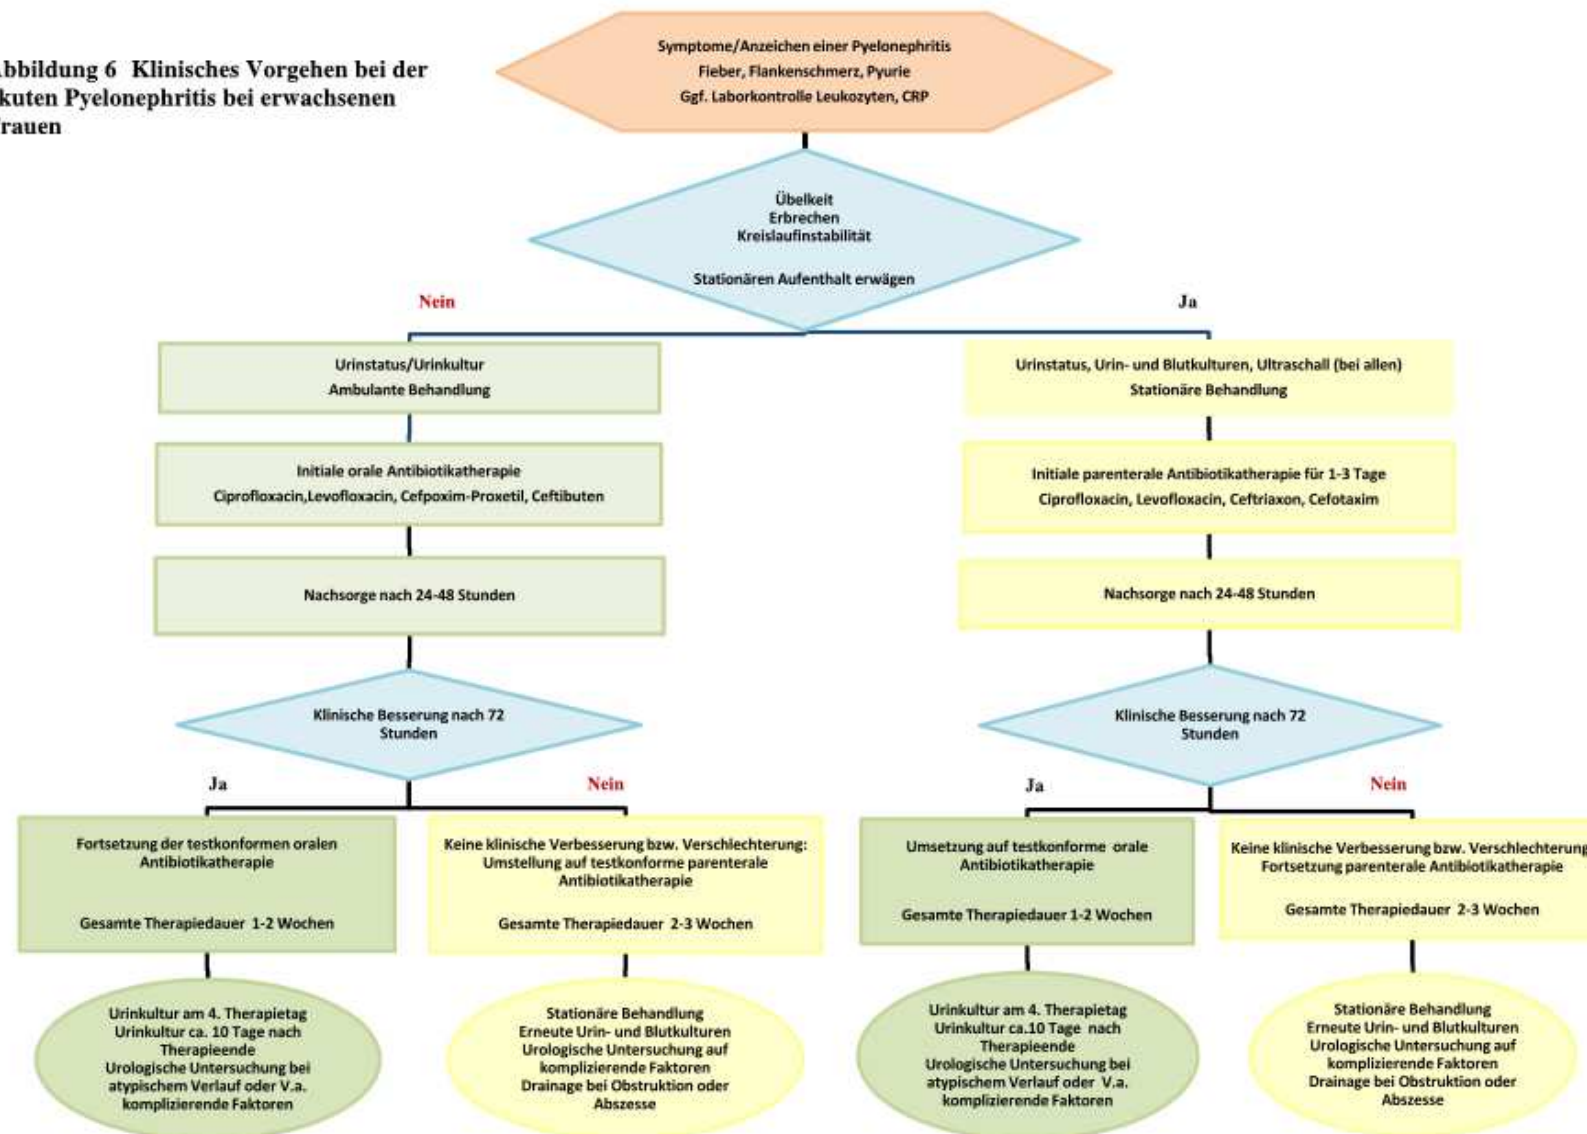 bbildung 6 Klinisches Vorgehen bei der
kuten Pyelonephritis bei erwachsenen
rauen
Symptome/Anzeichen einer Pyelonephritis
Fieber, Flankenschmerz, Pyurie
Ggf. Laborkontrolle Leukozyten, CRP
Übelkeit
Erbrechen
Kreislaufinstabilität
Stationären Aufenthalt erwägen
Nein
Ja
Urinstatus/Urinkultur
Ambulante Behandlung
Urinstatus, Urin- und Blutkulturen, Ultraschall (bei allen)
Stationäre Behandlung
Initiale orale Antibiotikatherapie
Ciprofloxacin,Levofloxacin, Cefpoxim-Proxetil, Ceftibuten
Initiale parenterale Antibiotikatherapie für 1-3 Tage
Ciprofloxacin, Levofloxacin, Ceftriaxon, Cefotaxim
Nachsorge nach 24-48 Stunden
Nachsorge nach 24-48 Stunden
Klinische Besserung nach 72
Stunden
Klinische Besserung nach 72
Stunden
Ja
Nein
Ja
Nein
Fortsetzung der testkonformen oralen
Antibiotikatherapie
Gesamte Therapiedauer 1-2 Wochen
Keine klinische Verbesserung bzw. Verschlechterung:
Umstellung auf testkonforme parenterale
Antibiotikatherapie
Gesamte Therapiedauer 2-3 Wochen
Umsetzung auf testkonforme orale
Antibiotikatherapie
Gesamte Therapiedauer 1-2 Wochen
Keine klinische Verbesserung bzw. Verschlechterung
Fortsetzung parenterale Antibiotikatherapie
Gesamte Therapiedauer 2-3 Wochen
Urinkultur am 4. Therapietag
Urinkultur ca. 10 Tage nach
Therapieende
Urologische Untersuchung bei
atypischem Verlauf oder V.a.
komplizierende Faktoren
Stationäre Behandlung
Erneute Urin- und Blutkulturen
Urologische Untersuchung auf
komplizierende Faktoren
Drainage bei Obstruktion oder
Abszesse
Urinkultur am 4. Therapietag
Urinkultur ca.10 Tage nach
Therapieende
Urologische Untersuchung bei
atypischem Verlauf oder V.a.
komplizierende Faktoren
Stationäre Behandlung
Erneute Urin- und Blutkulturen
Urologische Untersuchung auf
komplizierende Faktoren
Drainage bei Obstruktion oder
Abszesse